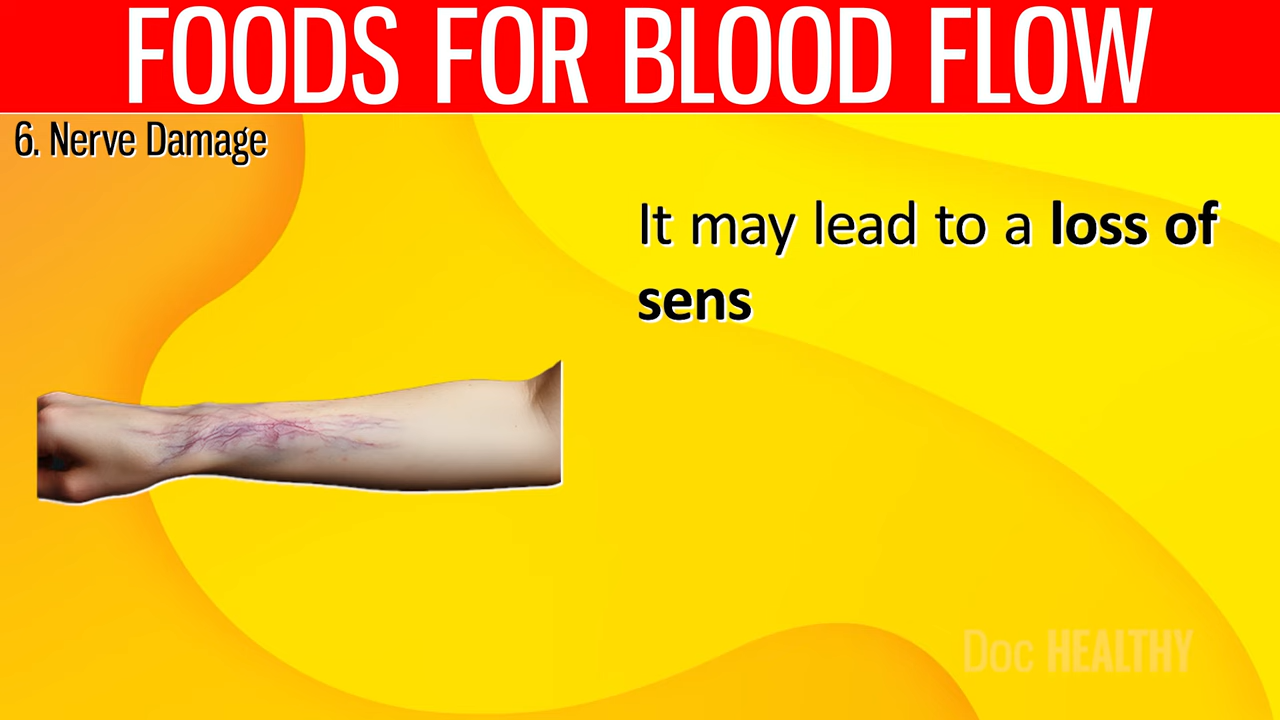 FOODS FOR BLOOD FLOW
6. Nerve Damage
It may lead to a loss of
sens
Doc HEALTHY